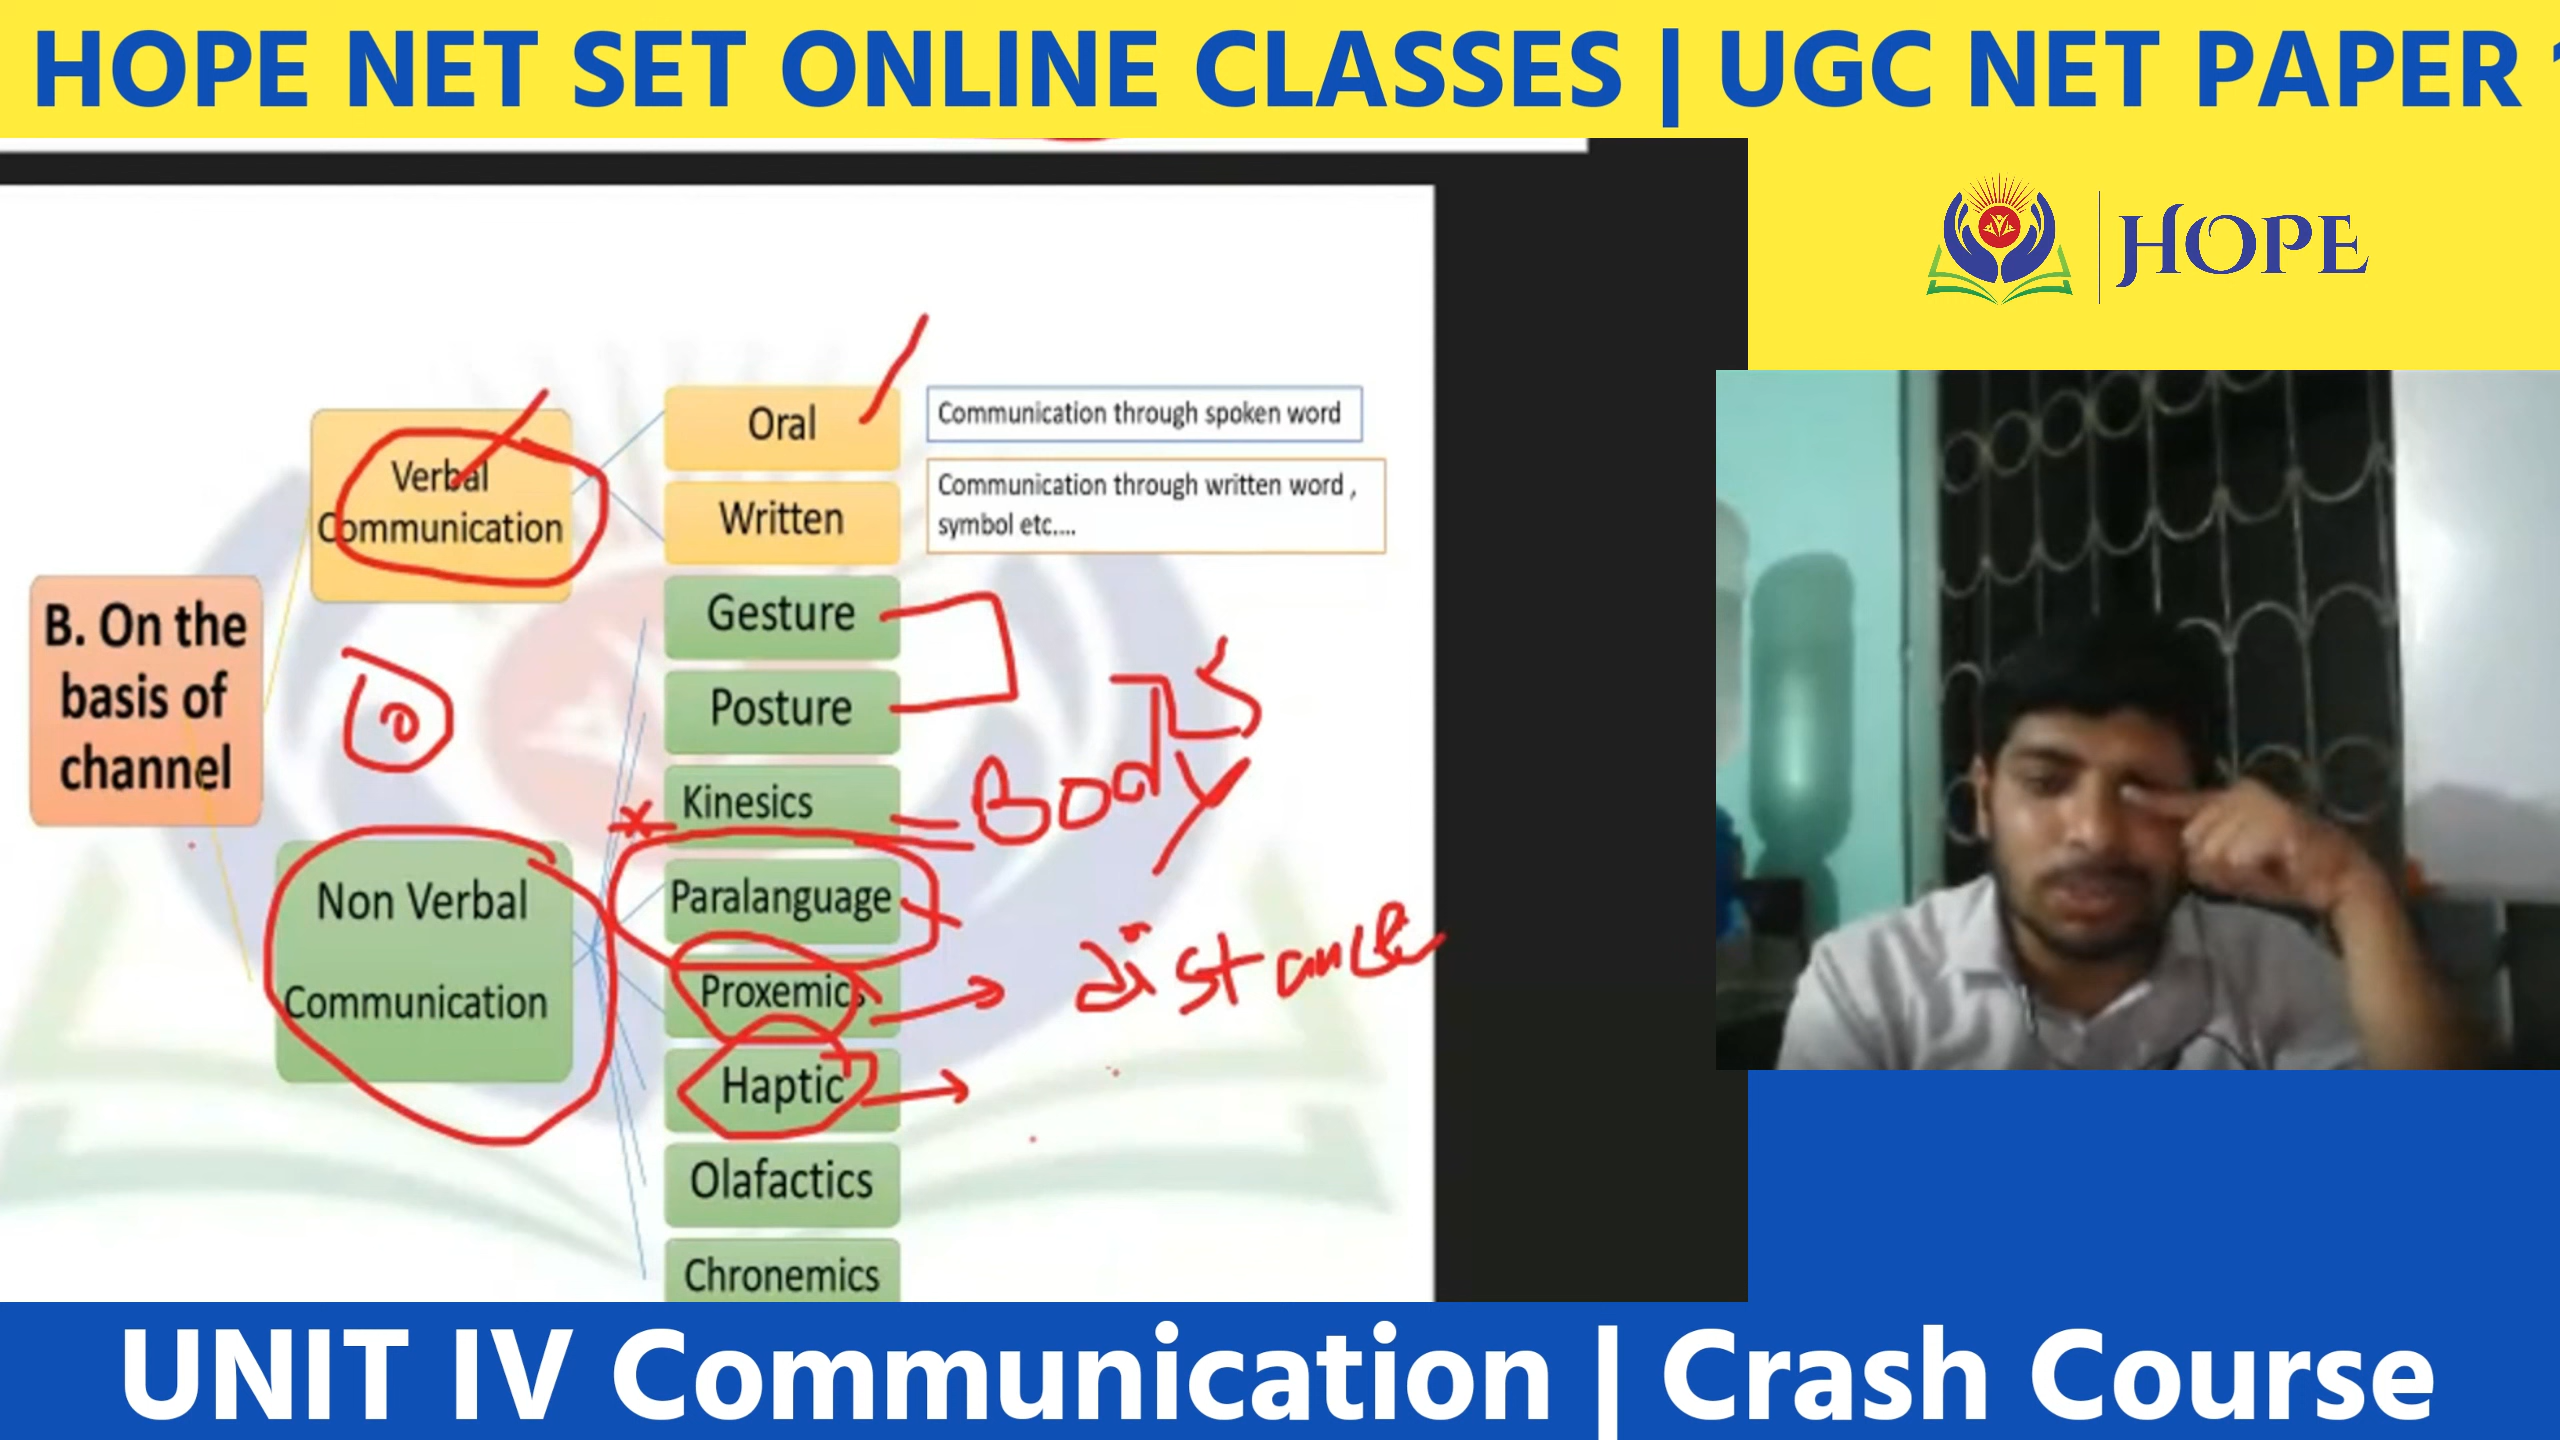 HOPE NET SET ONLINE CLASSES | UGC NET PAPER 1
HOPE
Oral
Communication through spoken word
Verbal
Communication
Written
Communication through written word ,
symbol etc....
B. On the
basis of
channel
Gesture
Posture
Kinesics
Body
Non Verbal
Communication
Paralanguage
Proxemics
distance
Haptic
Olafactics
Chronemics
UNIT IV Communication | Crash Course